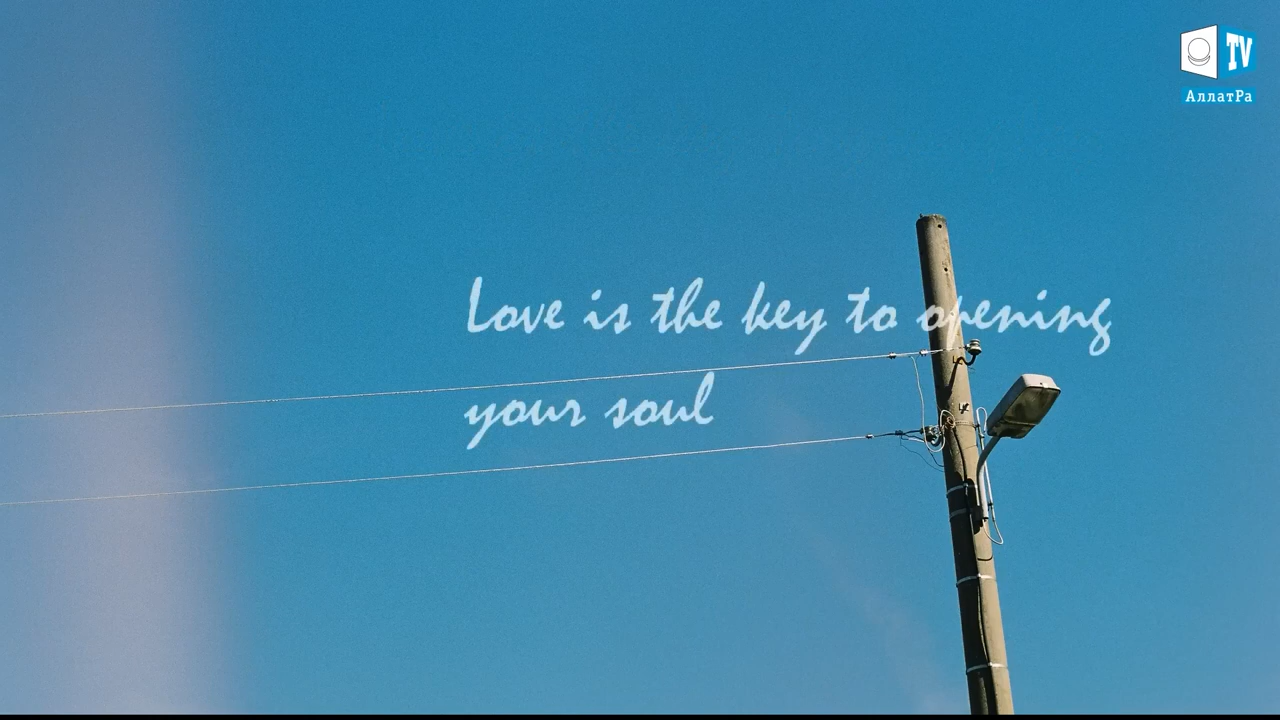 TV
АллатРа
Love is the key to opening
your soul